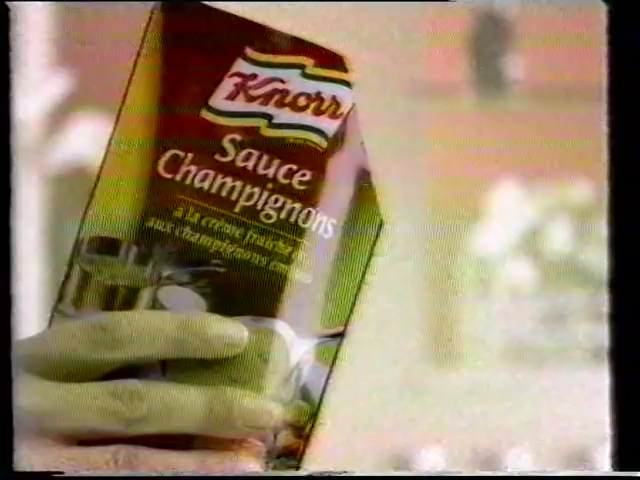 Knorr
Sauce
Champignons
à la crème fraîche
aux champignons